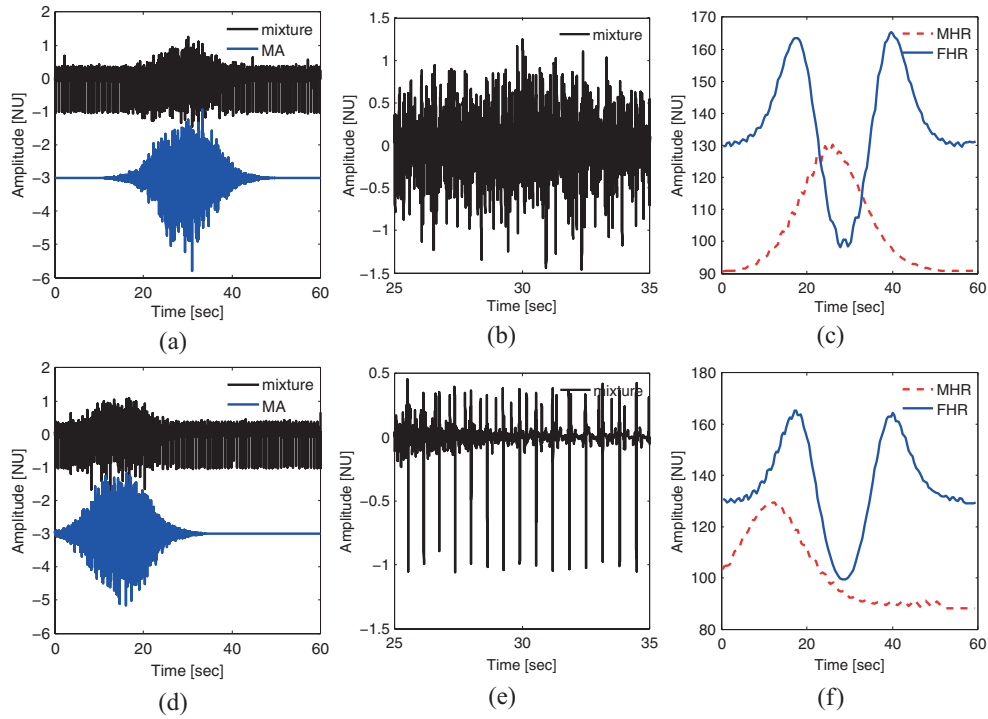 2
1
0
−1
−2
−3
−4
−5
−6
Amplitude [NU]
mixture
MA
0 20 40 60
Time [sec]
(a)
1.5
1
0.5
0
−0.5
−1
−1.5
Amplitude [NU]
mixture
25 30 35
Time [sec]
(b)
170
160
150
140
130
120
110
100
90
Amplitude [NU]
MHR
FHR
0 20 40 60
Time [sec]
(c)
2
1
0
−1
−2
−3
−4
−5
−6
Amplitude [NU]
mixture
MA
0 20 40 60
Time [sec]
(d)
0.5
0
−0.5
−1
−1.5
Amplitude [NU]
mixture
25 30 35
Time [sec]
(e)
180
160
140
120
100
80
Amplitude [NU]
MHR
FHR
0 20 40 60
Time [sec]
(f)